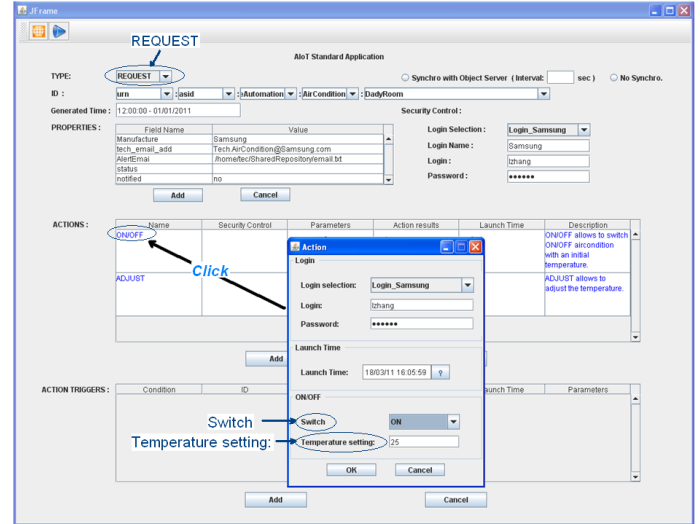 JFrame
REQUEST
AIoT Standard Application
TYPE: REQUEST Synchro with Object Server ( Interval: sec ) No Synchro.
ID : urn : asid : :Automation : :AirCondition : :DadyRoom
Generated Time : 12:00:00 - 01/01/2011 Security Control :
PROPERTIES : Field Name Value
Manufacture Samsung
tech_email_add Tech.AirCondition@Samsung.com
AlertEmai /home/tec/SharedRepository/email.txt
status
notified no
Add Cancel
Login Selection : Login_Samsung
Login Name : Samsung
Login : lzhang
Password : ••••••
ACTIONS : Name Security Control Parameters Action results Launch Time Description
ON/OFF ON/OFF allows to switch
ON/OFF aircondition
with an initial
temperature.
ADJUST ADJUST allows to
adjust the temperature.
Click
Add
Action
Login
Login selection: Login_Samsung
Login: lzhang
Password: ••••••
Launch Time
Launch Time: 18/03/11 16:05:59 ?
ON/OFF
Switch Switch ON
Temperature setting: Temperature setting: 25
OK Cancel
ACTION TRIGGERS : Condition ID aunch Time Parameters
Add Cancel